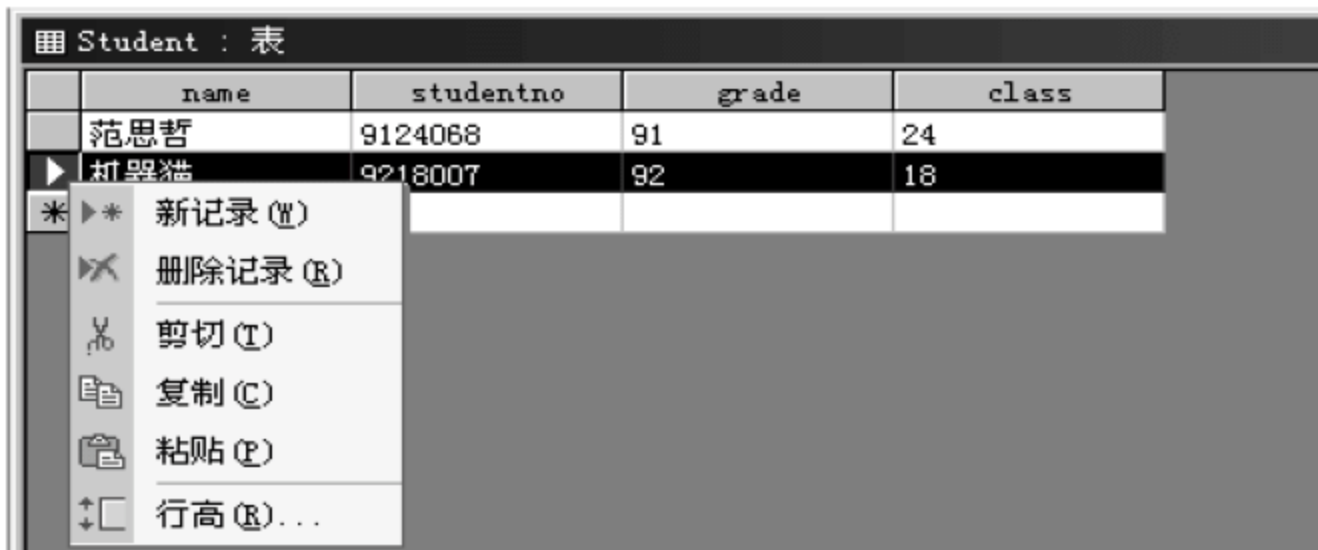 Student : 表
name studentno grade class
范思哲 9124068 91 24
机器猫 9218007 92 18
新记录(W)
删除记录(R)
剪切(T)
复制(C)
粘贴(P)
行高(R)...